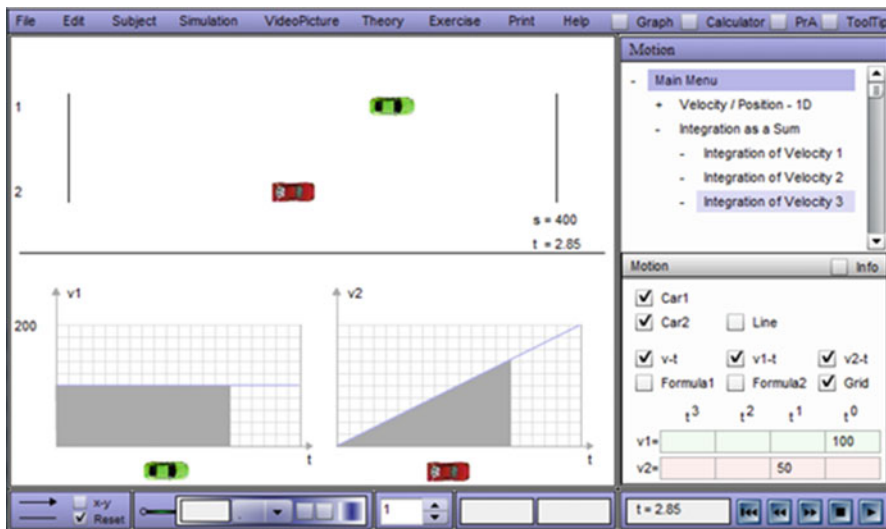 File Edit Subject Simulation VideoPicture Theory Exercise Print Help Graph Calculator PrA ToolTip
Motion
- Main Menu
+ Velocity / Position - 1D
- Integration as a Sum
- Integration of Velocity 1
- Integration of Velocity 2
- Integration of Velocity 3
1
2
s = 400
t = 2.85
v1
200
t
v2
t
Motion Info
Car1
Car2 Line
v-t v1-t v2-t
Formula1 Formula2 Grid
t³ t² t¹ t⁰
v1= 100
v2= 50
x-y
Reset
.
1
t = 2.85